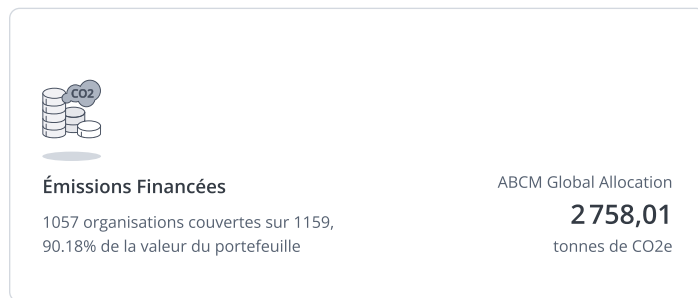 CO2
Émissions Financées
1057 organisations couvertes sur 1159,
90.18% de la valeur du portefeuille
ABCM Global Allocation
2 758,01
tonnes de CO2e